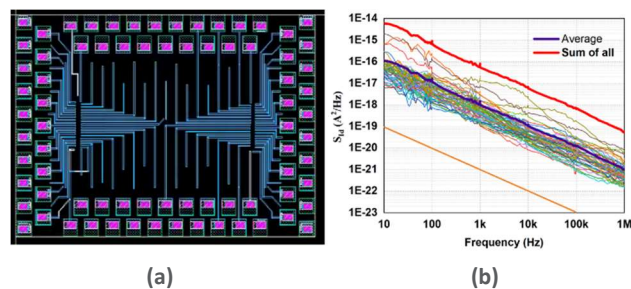 1E-14
1E-15
1E-16
1E-17
1E-18
1E-19
1E-20
1E-21
1E-22
1E-23
Average
Sum of all
S_id (A²/Hz)
10
100
1k
10k
100k
1M
Frequency (Hz)
(a)
(b)